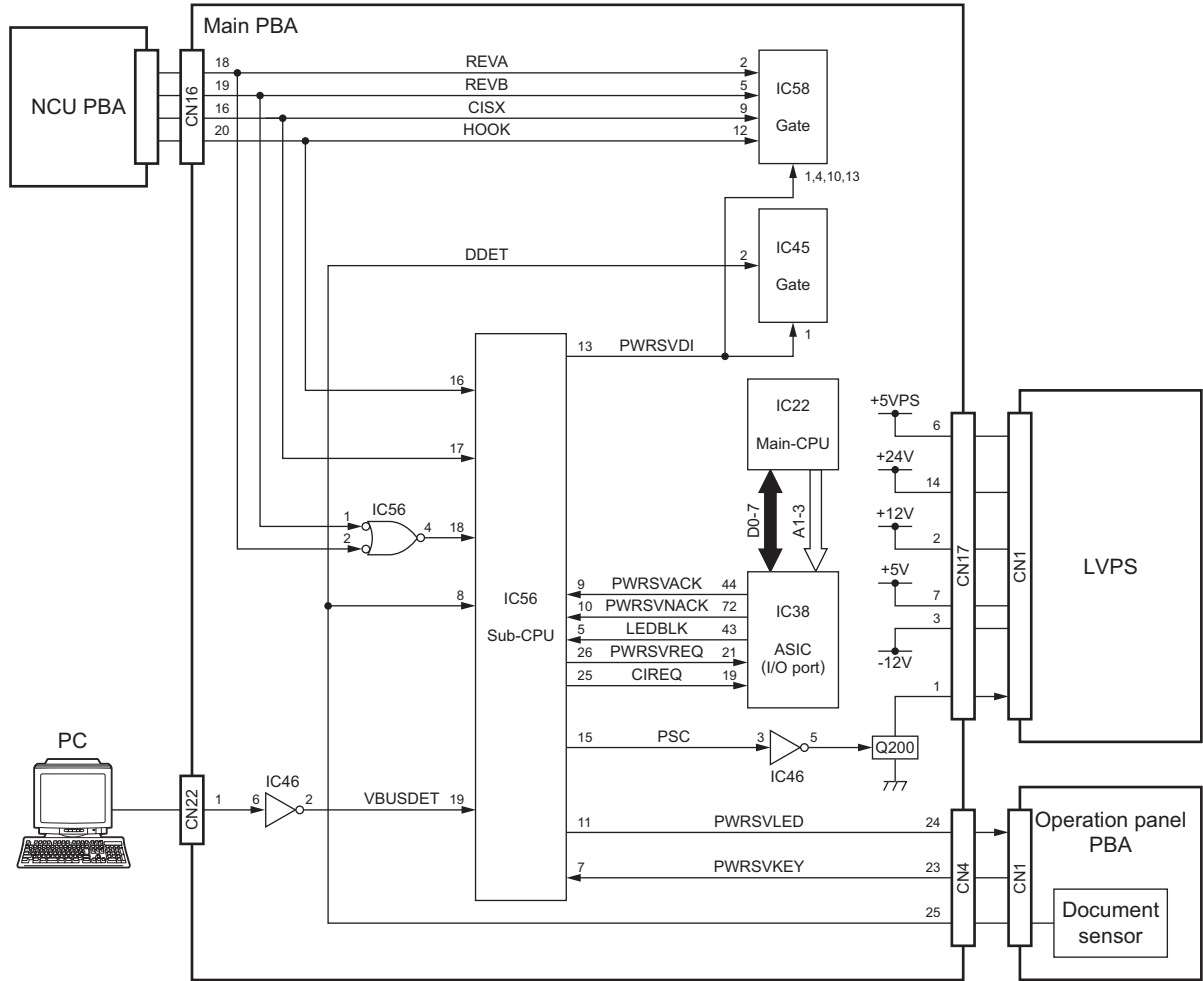 Main PBA
NCU PBA
CN16
18
REVA
2
19
REVB
5
16
CISX
9
20
HOOK
12
IC58
Gate
1,4,10,13
DDET
2
IC45
Gate
1
13
PWRSVDI
16
17
1
2
IC56
4
18
8
IC56
Sub-CPU
IC22
Main-CPU
D0-7
A1-3
9
PWRSVACK
44
10
PWRSVNACK
72
5
LEDBLK
43
26
PWRSVREQ
21
25
CIREQ
19
IC38
ASIC
(I/O port)
+5VPS
6
+24V
14
+12V
2
+5V
7
3
-12V
1
CN17
CN1
LVPS
15
PSC
3
5
IC46
Q200
PC
CN22
1
6
IC46
2
VBUSDET
19
11
PWRSVLED
24
7
PWRSVKEY
23
25
CN4
CN1
Operation panel
PBA
Document
sensor